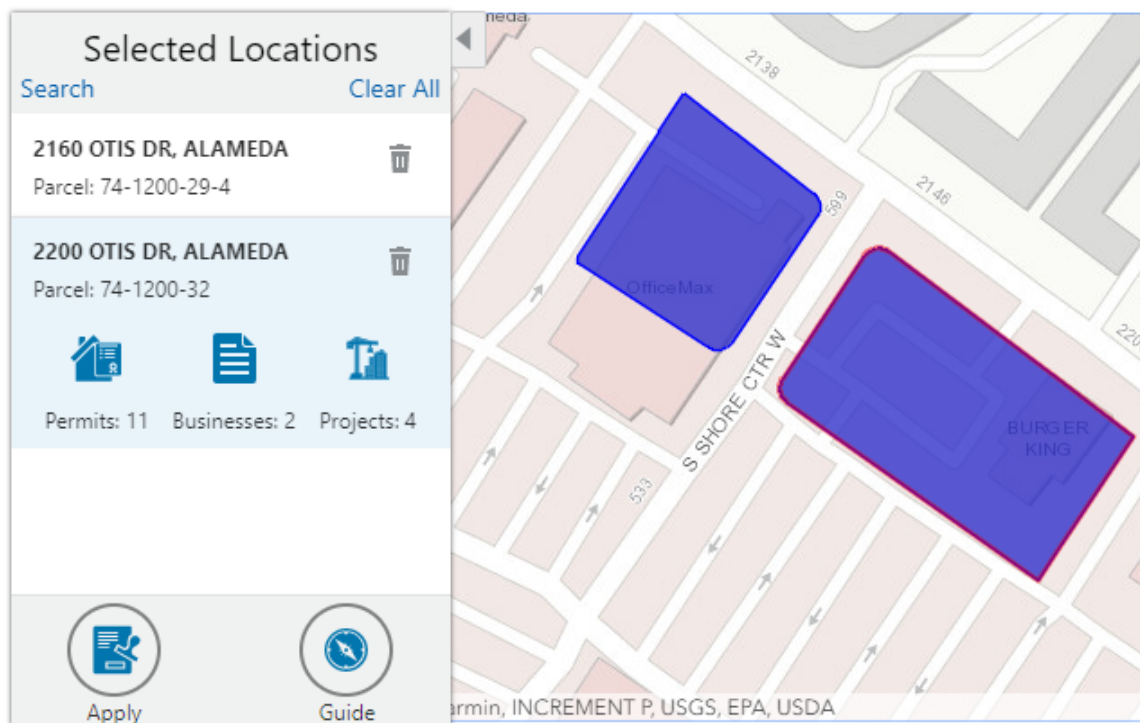 Selected Locations
Search
Clear All
2160 OTIS DR, ALAMEDA
Parcel: 74-1200-29-4
2200 OTIS DR, ALAMEDA
Parcel: 74-1200-32
Permits: 11
Businesses: 2
Projects: 4
Apply
Guide
meda
2138
2146
599
220
OfficeMax
S SHORE CTR W
BURGER
KING
533
armin, INCREMENT P, USGS, EPA, USDA